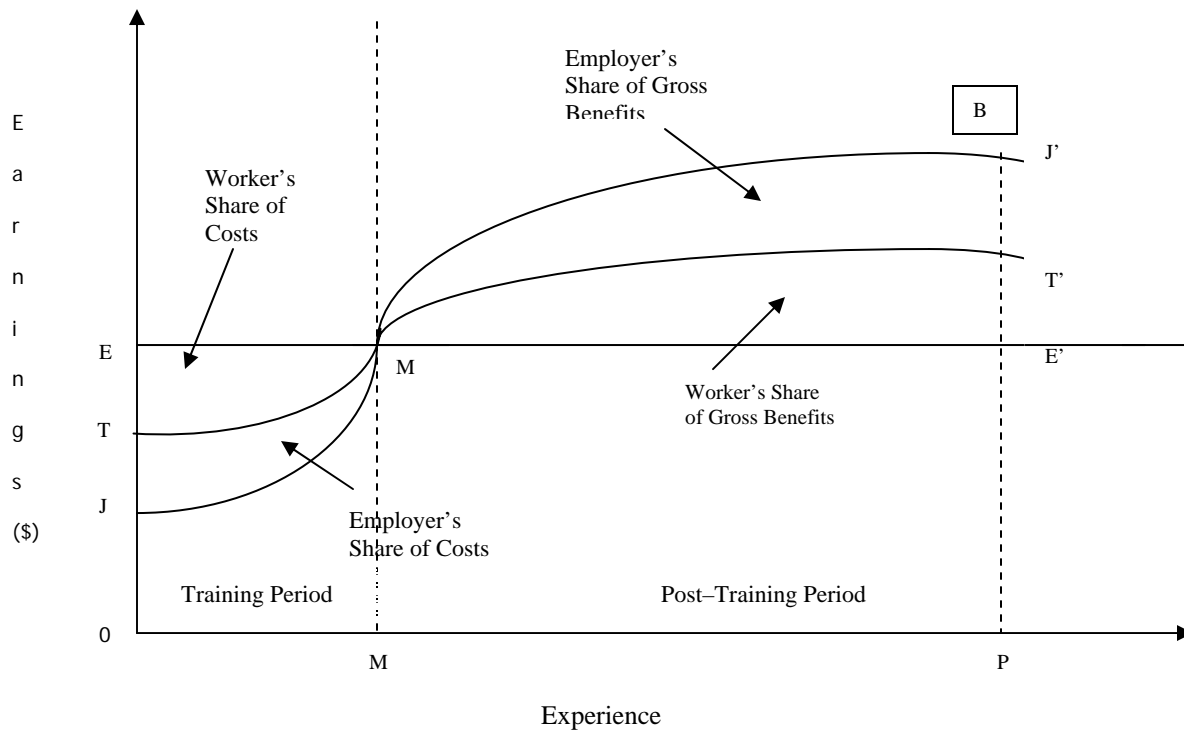 Employer’s
Share of Gross
Benefits
B
J’
Worker’s
Share of
Costs
T’
E
a
r
n
i
n
g
s
($)
E
M
E’
Worker’s Share
of Gross Benefits
T
J
Employer’s
Share of Costs
Training Period
Post–Training Period
0
M
P
Experience